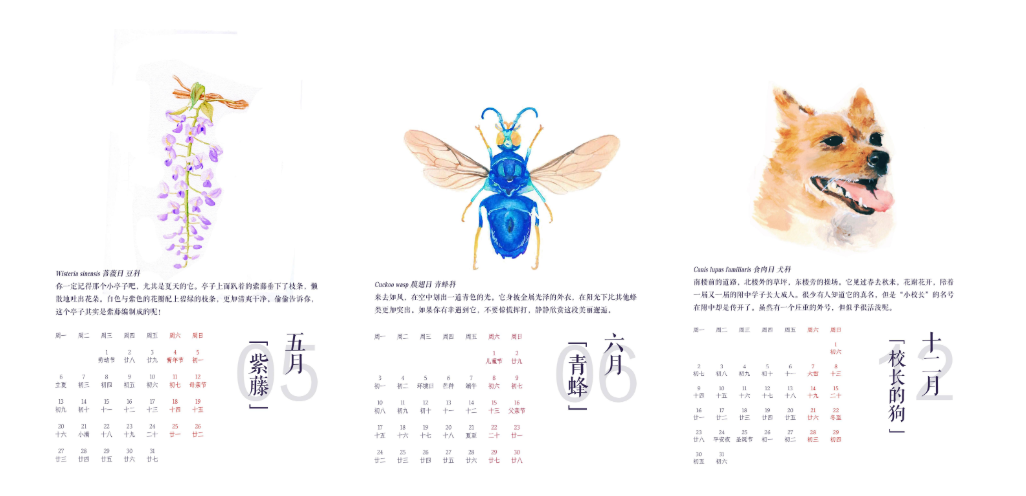 Wisteria sinensis 蔷薇目 豆科
你一定记得那个小亭子吧，尤其是夏天的它。亭子上面趴着的紫藤垂下了枝条，懒
散地吐出花朵。白色与紫色的花瓣配上碧绿的枝条，更加清爽干净。偷偷告诉你，
这个亭子其实是紫藤编制成的呢！
周一 周二 周三 周四 周五 周六 周日
1 2 3 4 5
劳动节 廿八 廿九 青年节 初一
6 7 8 9 10 11 12
立夏 初三 初四 初五 初六 初七 母亲节
13 14 15 16 17 18 19
初九 初十 十一 十二 十三 十四 十五
20 21 22 23 24 25 26
十六 小满 十八 十九 二十 廿一 廿二
27 28 29 30 31
廿三 廿四 廿五 廿六 廿七
05
五月
「紫藤」
Cuckoo wasp 膜翅目 青蜂科
来去如风，在空中划出一道青色的光。它身披金属光泽的外衣，在阳光下比其他蜂
类更加突出。如果你有幸遇到它，不要惊慌挥打，静静欣赏这段美丽邂逅。
周一 周二 周三 周四 周五 周六 周日
1 2
儿童节 廿九
3 4 5 6 7 8 9
初一 初二 环境日 芒种 端午 初六 初七
10 11 12 13 14 15 16
初八 初九 初十 十一 十二 十三 父亲节
17 18 19 20 21 22 23
十五 十六 十七 十八 夏至 二十 廿一
24 25 26 27 28 29 30
廿二 廿三 廿四 廿五 廿六 廿七 廿八
06
六月
「青蜂」
Canis lupus familiaris 食肉目 犬科
南楼前的道路，北楼外的草坪，东楼旁的操场。它见过春去秋来，花谢花开，陪着
一届又一届的附中学子长大成人。很少有人知道它的真名，但是“小校长”的名号
在附中却是传开了。虽然有一个庄重的外号，但似乎很活泼呢。
周一 周二 周三 周四 周五 周六 周日
1
初六
2 3 4 5 6 7 8
初七 初八 初九 初十 十一 大雪 十三
9 10 11 12 13 14 15
十四 十五 十六 十七 十八 十九 二十
16 17 18 19 20 21 22
廿一 廿二 廿三 廿四 廿五 廿六 冬至
23 24 25 26 27 28 29
廿八 平安夜 圣诞节 初一 初二 初三 初四
30 31
初五 初六
12
十二月
「校长的狗」